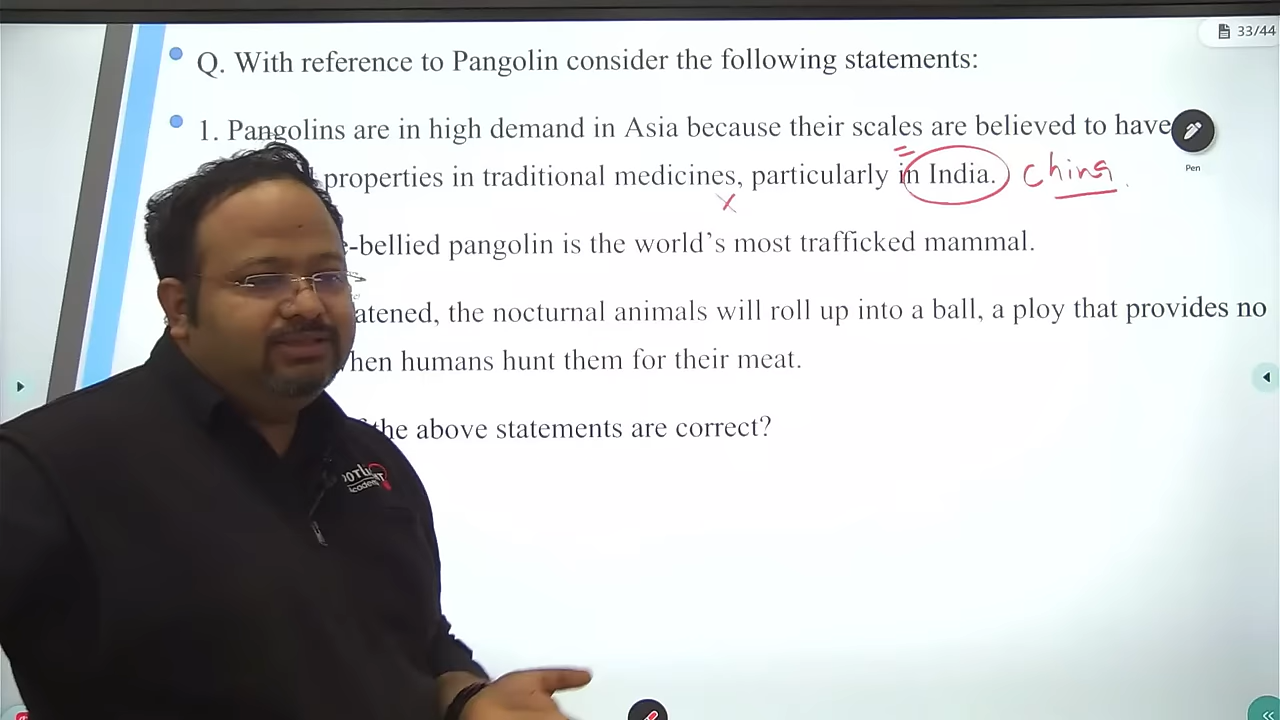 33/44
Q. With reference to Pangolin consider the following statements:
1. Pangolins are in high demand in Asia because their scales are believed to have
properties in traditional medicines, particularly in India. China
Pen
-bellied pangolin is the world's most trafficked mammal.
the nocturnal animals will roll up into a ball, a ploy that provides no
humans hunt them for their meat.
the above statements are correct?